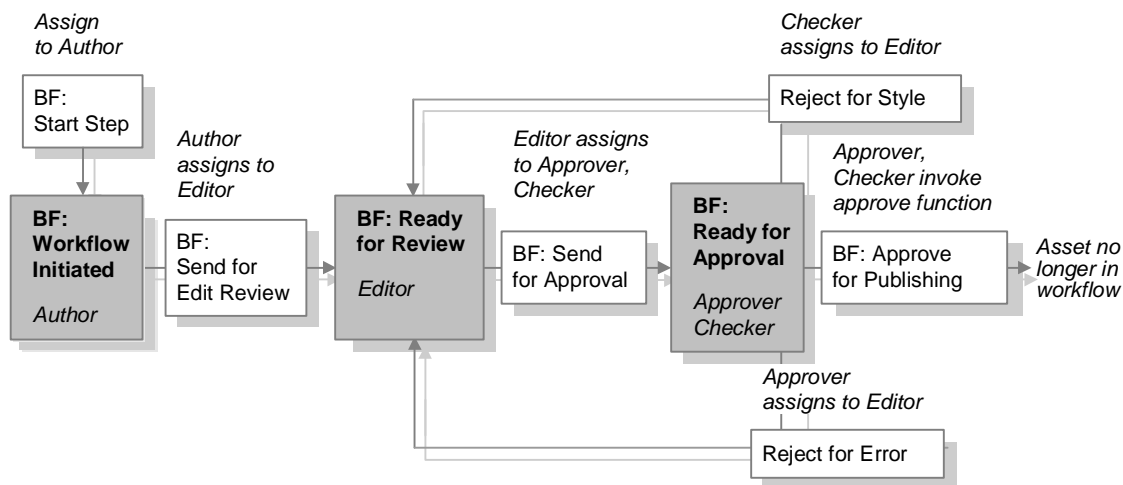 Assign
to Author
BF:
Start Step
Author
assigns to
Editor
BF:
Workflow
Initiated
Author
BF:
Send for
Edit Review
BF: Ready
for Review
Editor
Editor assigns
to Approver,
Checker
BF: Send
for Approval
Checker
assigns to Editor
Reject for Style
BF:
Ready for
Approval
Approver
Checker
Approver,
Checker invoke
approve function
BF: Approve
for Publishing
Asset no
longer in
workflow
Approver
assigns to Editor
Reject for Error